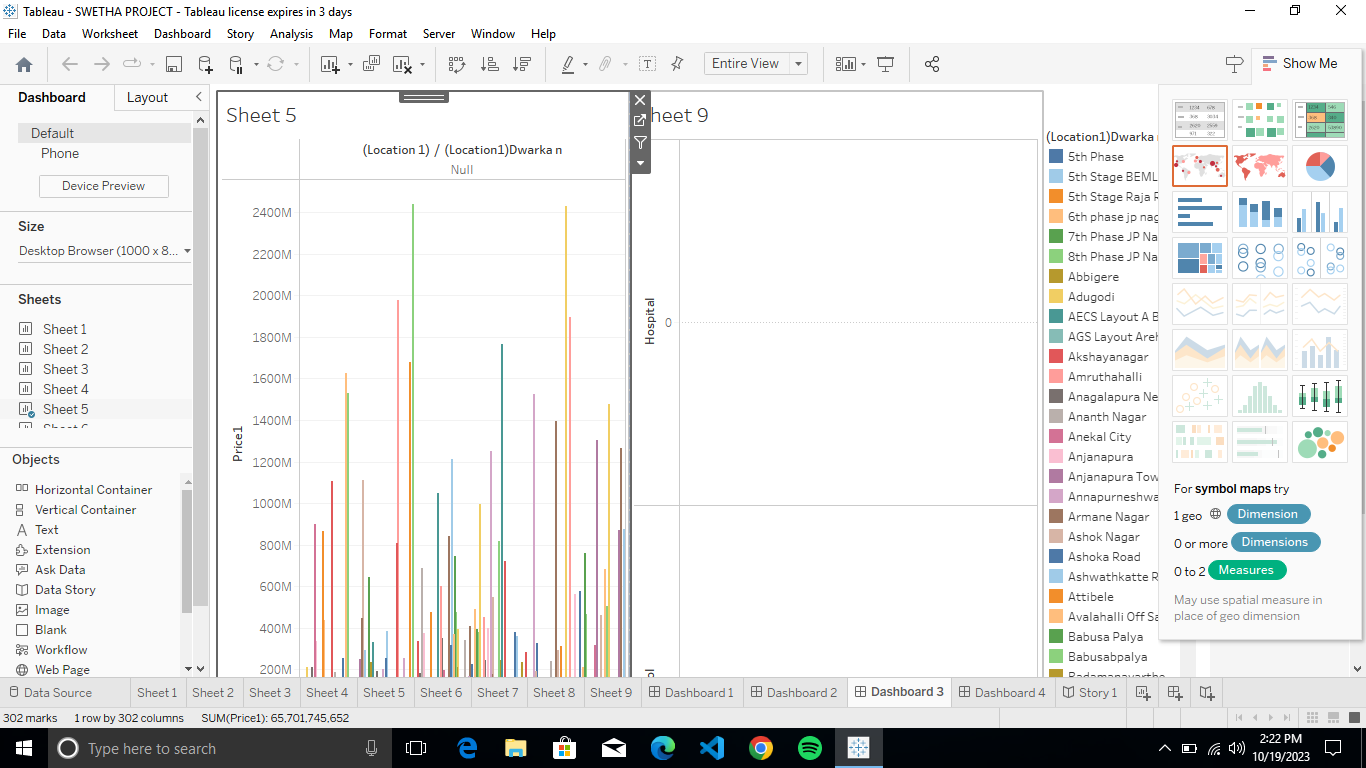 Tableau - SWETHA PROJECT - Tableau license expires in 3 days
File Data Worksheet Dashboard Story Analysis Map Format Server Window Help
Entire View
Show Me
Dashboard Layout
Default
Phone
Device Preview
Size
Desktop Browser (1000 x 8...
Sheets
Sheet 1
Sheet 2
Sheet 3
Sheet 4
Sheet 5
Objects
Horizontal Container
Vertical Container
Text
Extension
Ask Data
Data Story
Image
Blank
Workflow
Web Page
Sheet 5
(Location 1) / (Location1)Dwarka n
Null
Price1
2400M
2200M
2000M
1800M
1600M
1400M
1200M
1000M
800M
600M
400M
200M
heet 9
Hospital
0
(Location1)Dwarka
5th Phase
5th Stage BEML
5th Stage Raja R
6th phase jp nag
7th Phase JP Na
8th Phase JP Na
Abbigere
Adugodi
AECS Layout A B
AGS Layout Areh
Akshayanagar
Amruthahalli
Anagalapura Ne
Ananth Nagar
Anekal City
Anjanapura
Anjanapura Tow
Annapurneshwa
Armane Nagar
Ashok Nagar
Ashoka Road
Ashwathkatte R
Attibele
Avalahalli Off Sa
Babusa Palya
Babusabpalya
For symbol maps try
1 geo Dimension
0 or more Dimensions
0 to 2 Measures
May use spatial measure in
place of geo dimension
Data Source Sheet 1 Sheet 2 Sheet 3 Sheet 4 Sheet 5 Sheet 6 Sheet 7 Sheet 8 Sheet 9 Dashboard 1 Dashboard 2 Dashboard 3 Dashboard 4 Story 1
302 marks 1 row by 302 columns SUM(Price1): 65,701,745,652
Type here to search
2:22 PM
10/19/2023